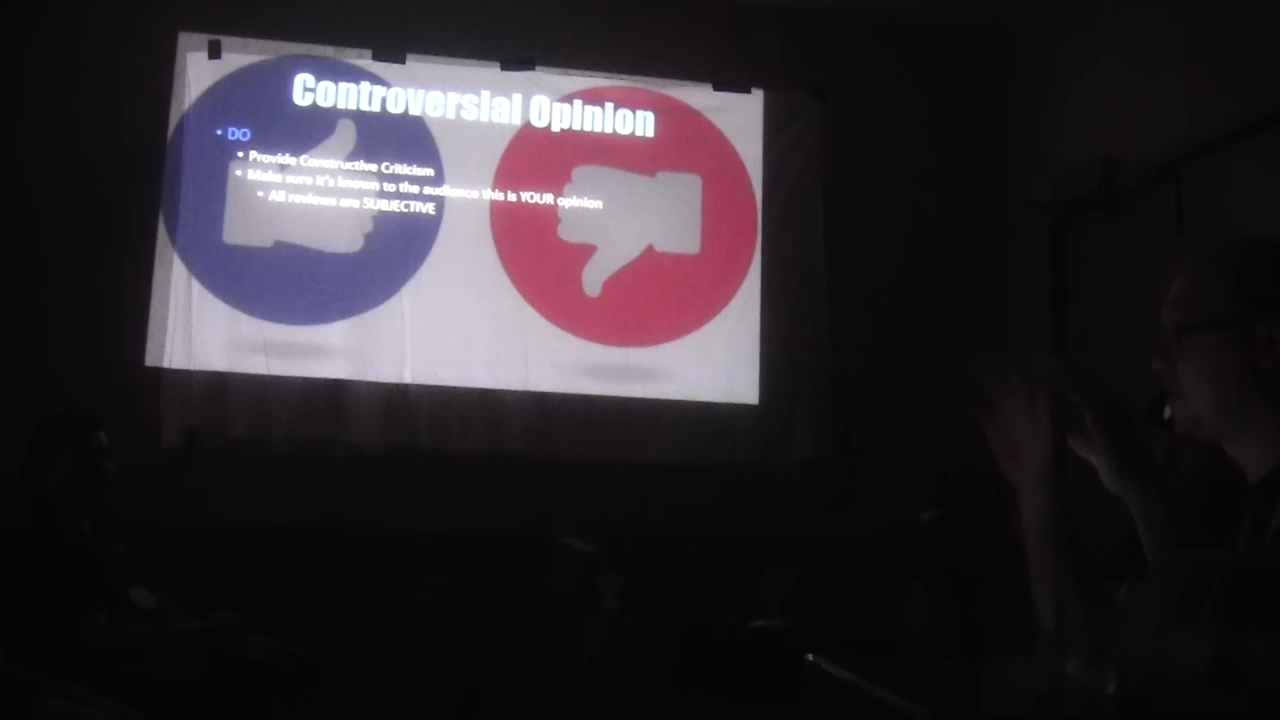 Controversial Opinion
• DO
• Provide Constructive Criticism
• Make sure it's known to the audience this is YOUR opinion
• All reviews are SUBJECTIVE